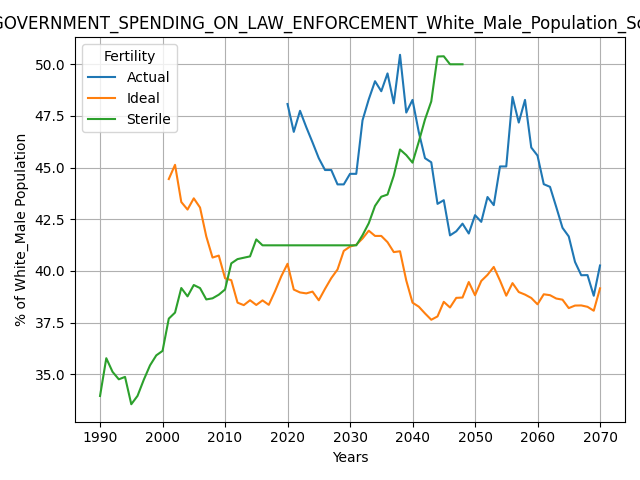 GOVERNMENT_SPENDING_ON_LAW_ENFORCEMENT_White_Male_Population_Sc
Fertility
Actual
Ideal
Sterile
% of White_Male Population
50.0
47.5
45.0
42.5
40.0
37.5
35.0
1990 2000 2010 2020 2030 2040 2050 2060 2070
Years